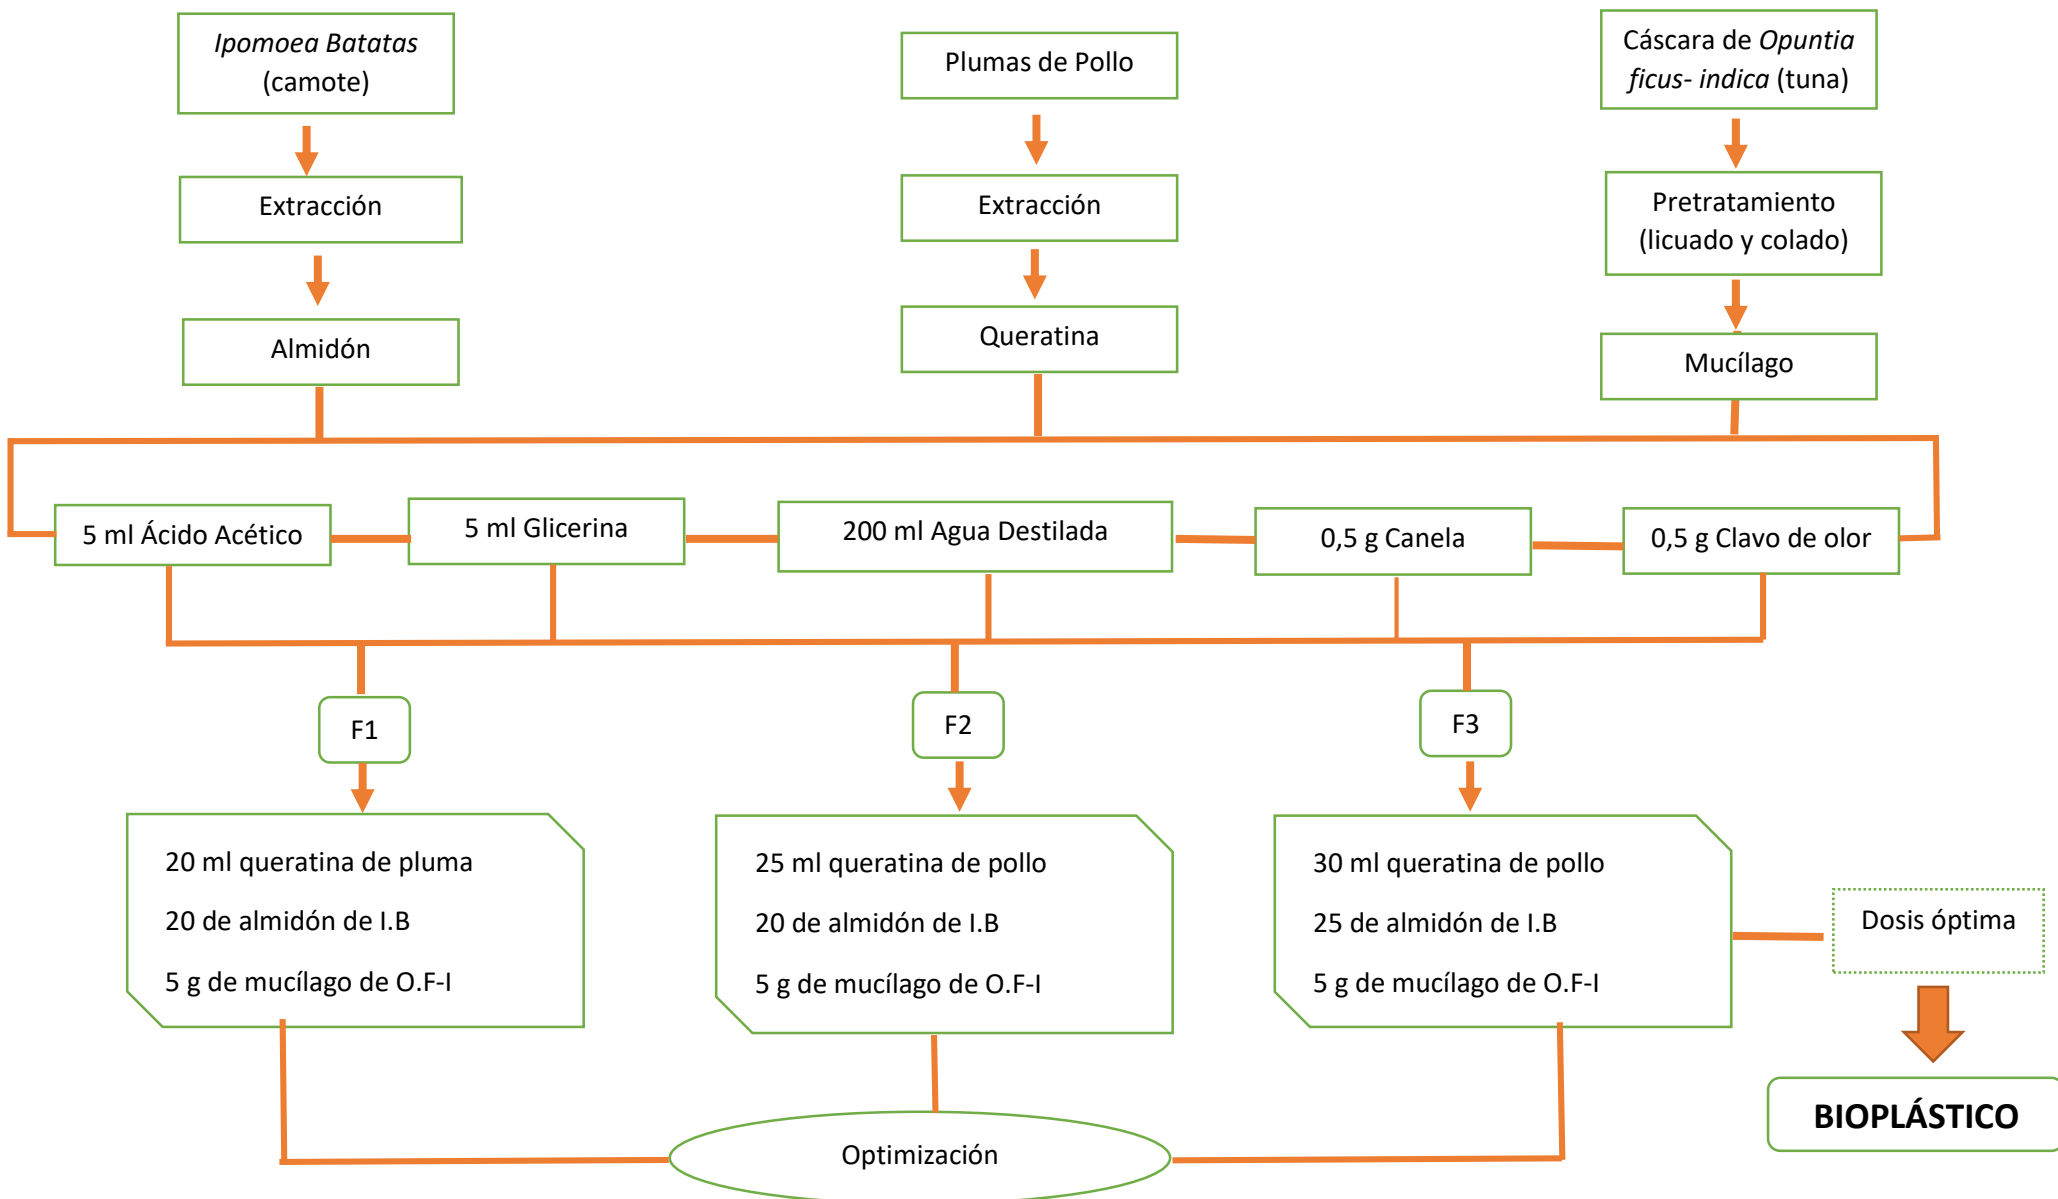 Ipomoea Batatas
(camote)
Plumas de Pollo
Cáscara de Opuntia
ficus- indica (tuna)
Extracción
Extracción
Pretratamiento
(licuado y colado)
Almidón
Queratina
Mucílago
5 ml Ácido Acético
5 ml Glicerina
200 ml Agua Destilada
0,5 g Canela
0,5 g Clavo de olor
F1
F2
F3
20 ml queratina de pluma
20 de almidón de I.B
5 g de mucílago de O.F-I
25 ml queratina de pollo
20 de almidón de I.B
5 g de mucílago de O.F-I
30 ml queratina de pollo
25 de almidón de I.B
5 g de mucílago de O.F-I
Dosis óptima
BIOPLÁSTICO
Optimización